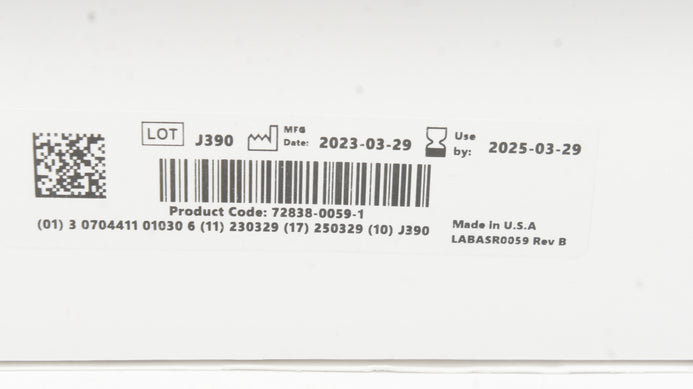 LOT J390 MFG Date: 2023-03-29 Use by: 2025-03-29
Product Code: 72838-0059-1
(01) 3 0704411 01030 6 (11) 230329 (17) 250329 (10) J390
Made in U.S.A
LABASR0059 Rev B